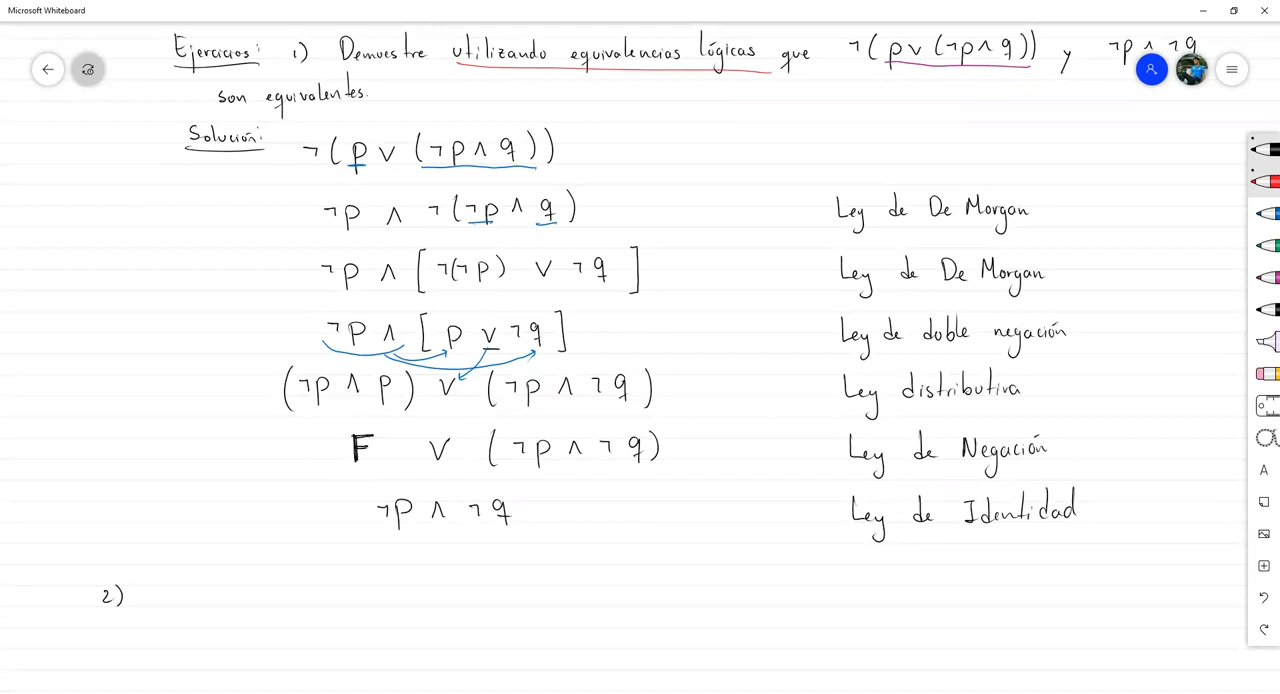 Microsoft Whiteboard
Ejercicios: 1) Demuestre utilizando equivalencias lógicas que ¬(p∨(¬p∧q)) y ¬p∧¬q
son equivalentes.
Solución: ¬(p∨(¬p∧q))
¬p ∧ ¬(¬p∧q) Ley de De Morgan
¬p ∧ [¬(¬p) ∨ ¬q] Ley de De Morgan
¬p ∧ [p ∨ ¬q] Ley de doble negación
(¬p ∧ p) ∨ (¬p ∧ ¬q) Ley distributiva
F ∨ (¬p ∧ ¬q) Ley de Negación
¬p ∧ ¬q Ley de Identidad
2)
A